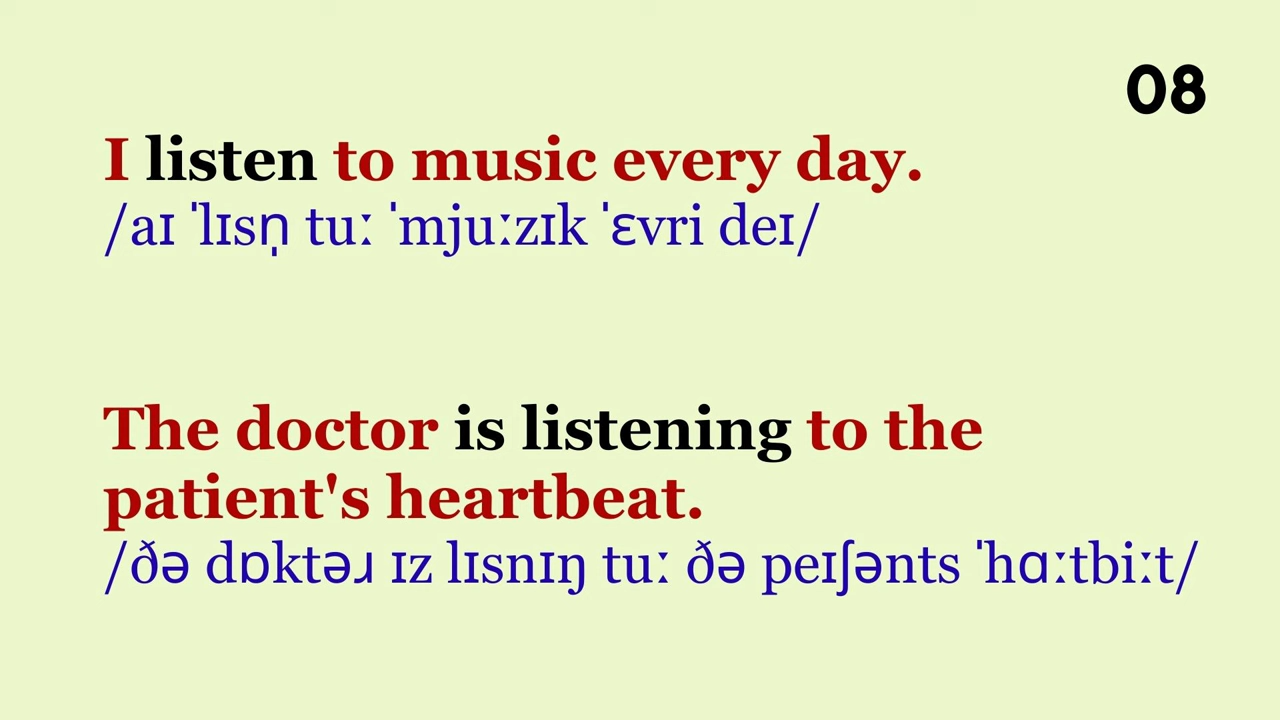 08
I listen to music every day.
/aɪ ˈlɪsn̩ tuː ˈmjuːzɪk ˈɛvri deɪ/
The doctor is listening to the
patient's heartbeat.
/ðə dɒktəɹ ɪz lɪsnɪŋ tuː ðə peɪʃənts ˈhɑːtbiːt/